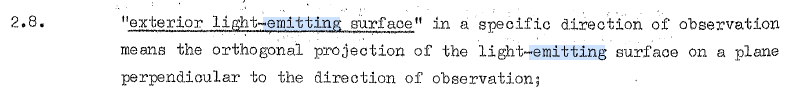 2.8. "exterior light-emitting surface" in a specific direction of observation
means the orthogonal projection of the light-emitting surface on a plane
perpendicular to the direction of observation;